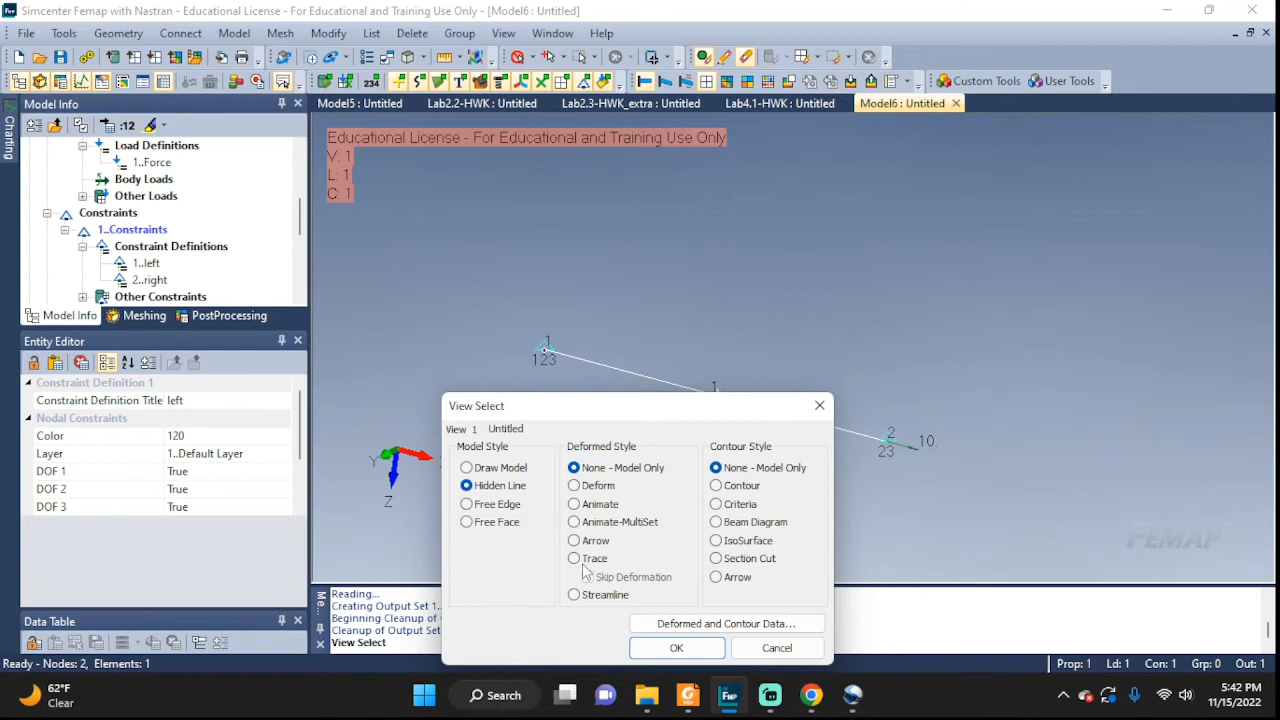 Simcenter Femap with Nastran - Educational License - For Educational and Training Use Only - [Model6 : Untitled]
File Tools Geometry Connect Model Mesh Modify List Delete Group View Window Help
234
Custom Tools User Tools
Charting
Model Info
Model5 : Untitled Lab2.2-HWK : Untitled Lab2.3-HWK_extra : Untitled Lab4.1-HWK : Untitled Model6 : Untitled
:12
Load Definitions
1..Force
Body Loads
Other Loads
Constraints
1..Constraints
Constraint Definitions
1..left
2..right
Other Constraints
Model Info Meshing PostProcessing
Educational License - For Educational and Training Use Only
V: 1
L: 1
C: 1
1
123
1
2
23
10.
Y
Z
FEMAP
Entity Editor
Constraint Definition 1
Constraint Definition Title left
Nodal Constraints
Color 120
Layer 1..Default Layer
DOF 1 True
DOF 2 True
DOF 3 True
Data Table
View Select
View 1 Untitled
Model Style
Draw Model
Hidden Line
Free Edge
Free Face
Deformed Style
None - Model Only
Deform
Animate
Animate-MultiSet
Arrow
Trace
Skip Deformation
Streamline
Contour Style
None - Model Only
Contour
Criteria
Beam Diagram
IsoSurface
Section Cut
Arrow
Deformed and Contour Data...
OK Cancel
Me...
Reading...
Creating Output Set 1..
Beginning Cleanup of
Cleanup of Output Set
View Select
Ready - Nodes: 2, Elements: 1
Prop: 1 Ld: 1 Con: 1 Grp: 0 Out: 1
62°F
Clear
Search
FMP
5:42 PM
11/15/2022